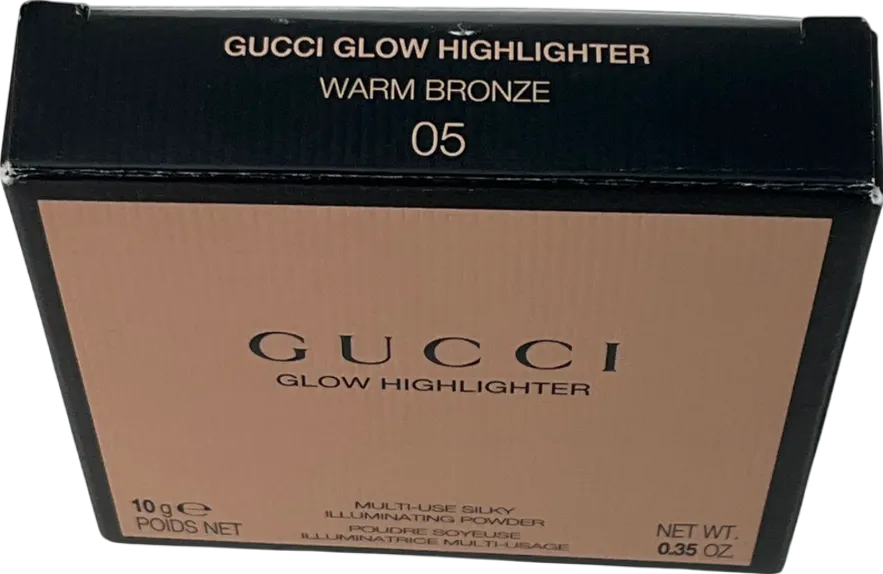 GUCCI GLOW HIGHLIGHTER
WARM BRONZE
05
GUCCI
GLOW HIGHLIGHTER
10 g ℮
POIDS NET
MULTI-USE SILKY
ILLUMINATING POWDER
POUDRE SOYEUSE
ILLUMINATRICE MULTI-USAGE
NET WT.
0.35 OZ